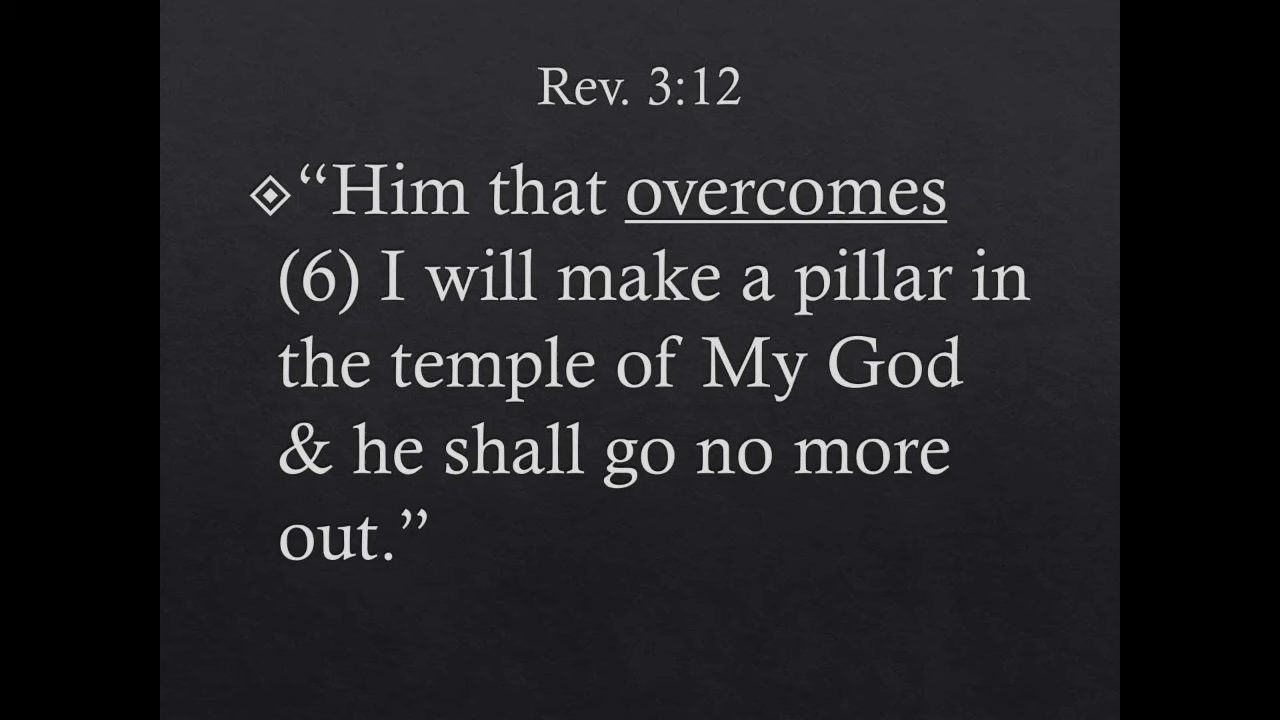 Rev. 3:12
“Him that overcomes
(6) I will make a pillar in
the temple of My God
& he shall go no more
out.”